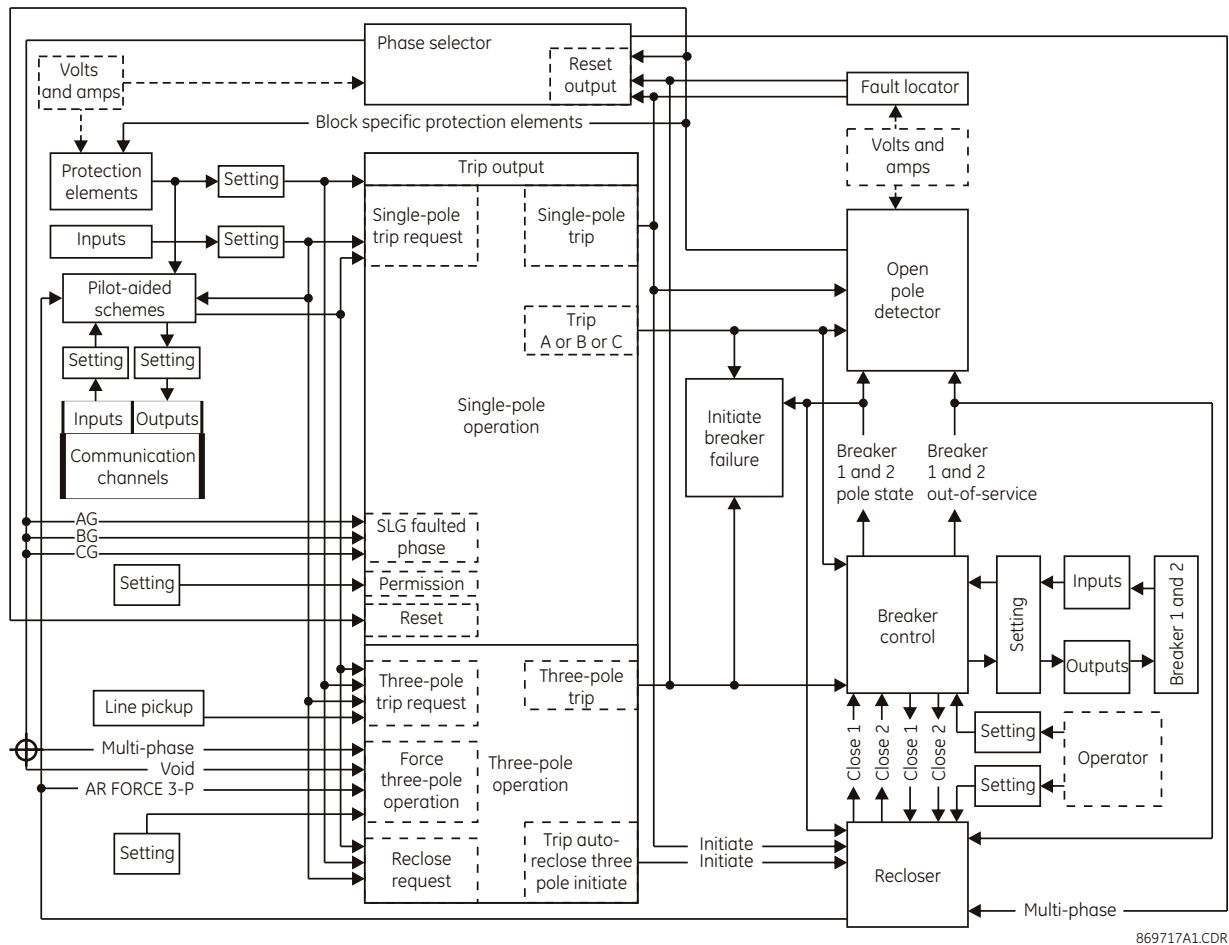 Phase selector
Reset
output
Volts
and amps
Fault locator
Block specific protection elements
Volts and
amps
Protection
elements
Setting
Trip output
Single-pole
trip request
Single-pole
trip
Inputs
Setting
Open
pole
detector
Pilot-aided
schemes
Trip
A or B or C
Setting
Setting
Inputs
Outputs
Communication
channels
Single-pole
operation
Initiate
breaker
failure
Breaker
1 and 2
pole state
Breaker
1 and 2
out-of-service
AG
BG
CG
SLG faulted
phase
Setting
Permission
Reset
Breaker
control
Setting
Inputs
Outputs
Breaker 1 and 2
Three-pole
trip request
Three-pole
trip
Line pickup
Close 1
Close 2
Close 1
Close 2
Setting
Setting
Operator
Multi-phase
Void
AR FORCE 3-P
Force
three-pole
operation
Three-pole
operation
Setting
Reclose
request
Trip auto-
reclose three
pole initiate
Initiate
Initiate
Recloser
Multi-phase
869717A1.CDR